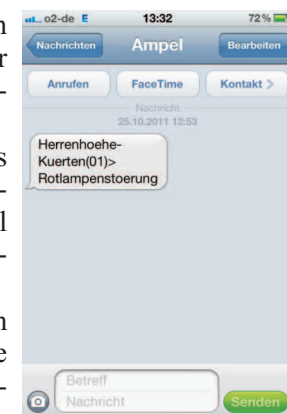 n
r
-
s
-
l
-
n
e
-
o2-de E 13:32 72%
Nachrichten Ampel Bearbeiten
Anrufen FaceTime Kontakt >
Nachricht
25.10.2011 12:53
Herrenhoehe-
Kuerten(01)>
Rotlampenstoerung
Betreff
Nachricht
Senden